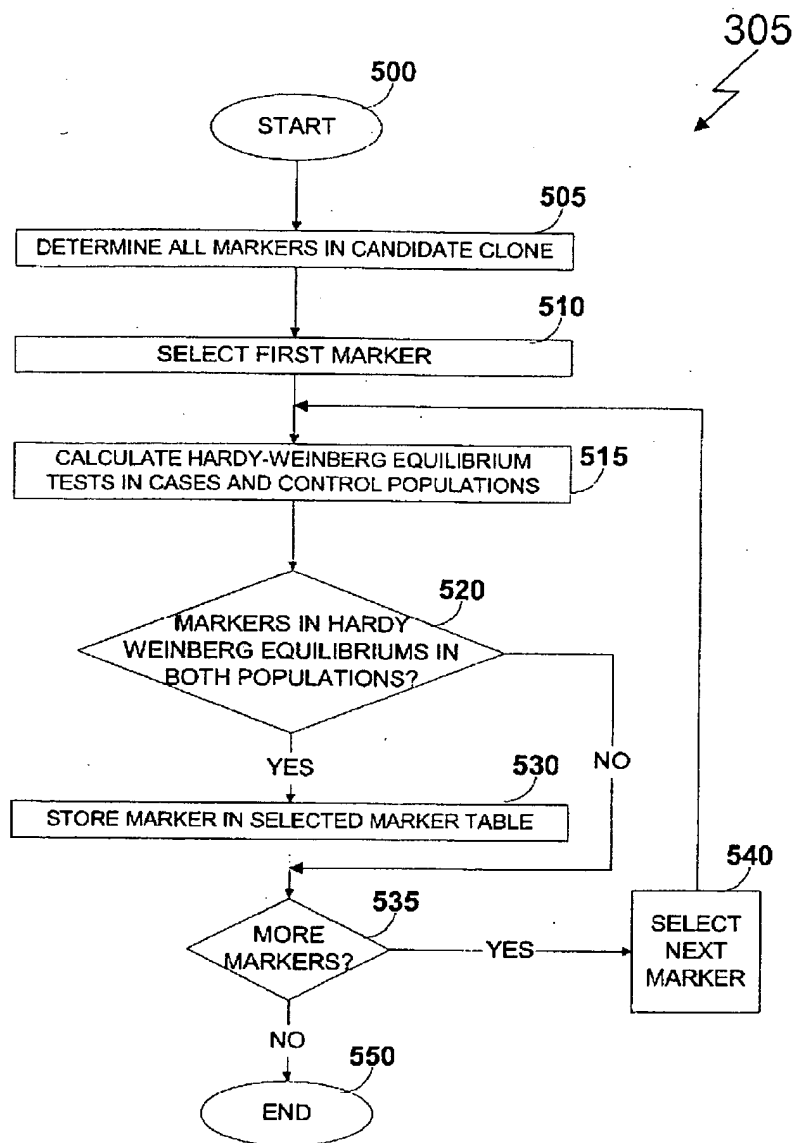 305
500
START
505
DETERMINE ALL MARKERS IN CANDIDATE CLONE
510
SELECT FIRST MARKER
CALCULATE HARDY-WEINBERG EQUILIBRIUM
TESTS IN CASES AND CONTROL POPULATIONS
515
520
MARKERS IN HARDY
WEINBERG EQUILIBRIUMS IN
BOTH POPULATIONS?
YES
NO
530
STORE MARKER IN SELECTED MARKER TABLE
535
MORE
MARKERS?
YES
540
SELECT
NEXT
MARKER
NO
550
END